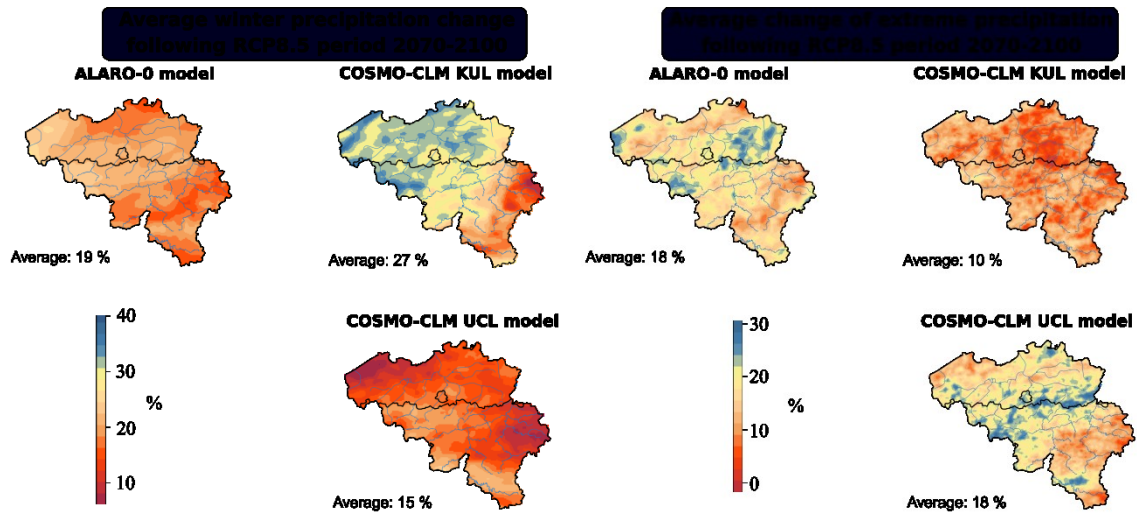 Average winter precipitation change
following RCP8.5 period 2070-2100
Average change of extreme precipitation
following RCP8.5 period 2070-2100
ALARO-0 model
COSMO-CLM KUL model
ALARO-0 model
COSMO-CLM KUL model
Average: 19 %
Average: 27 %
Average: 18 %
Average: 10 %
40
30
20
10
%
COSMO-CLM UCL model
Average: 15 %
30
20
10
0
%
COSMO-CLM UCL model
Average: 18 %